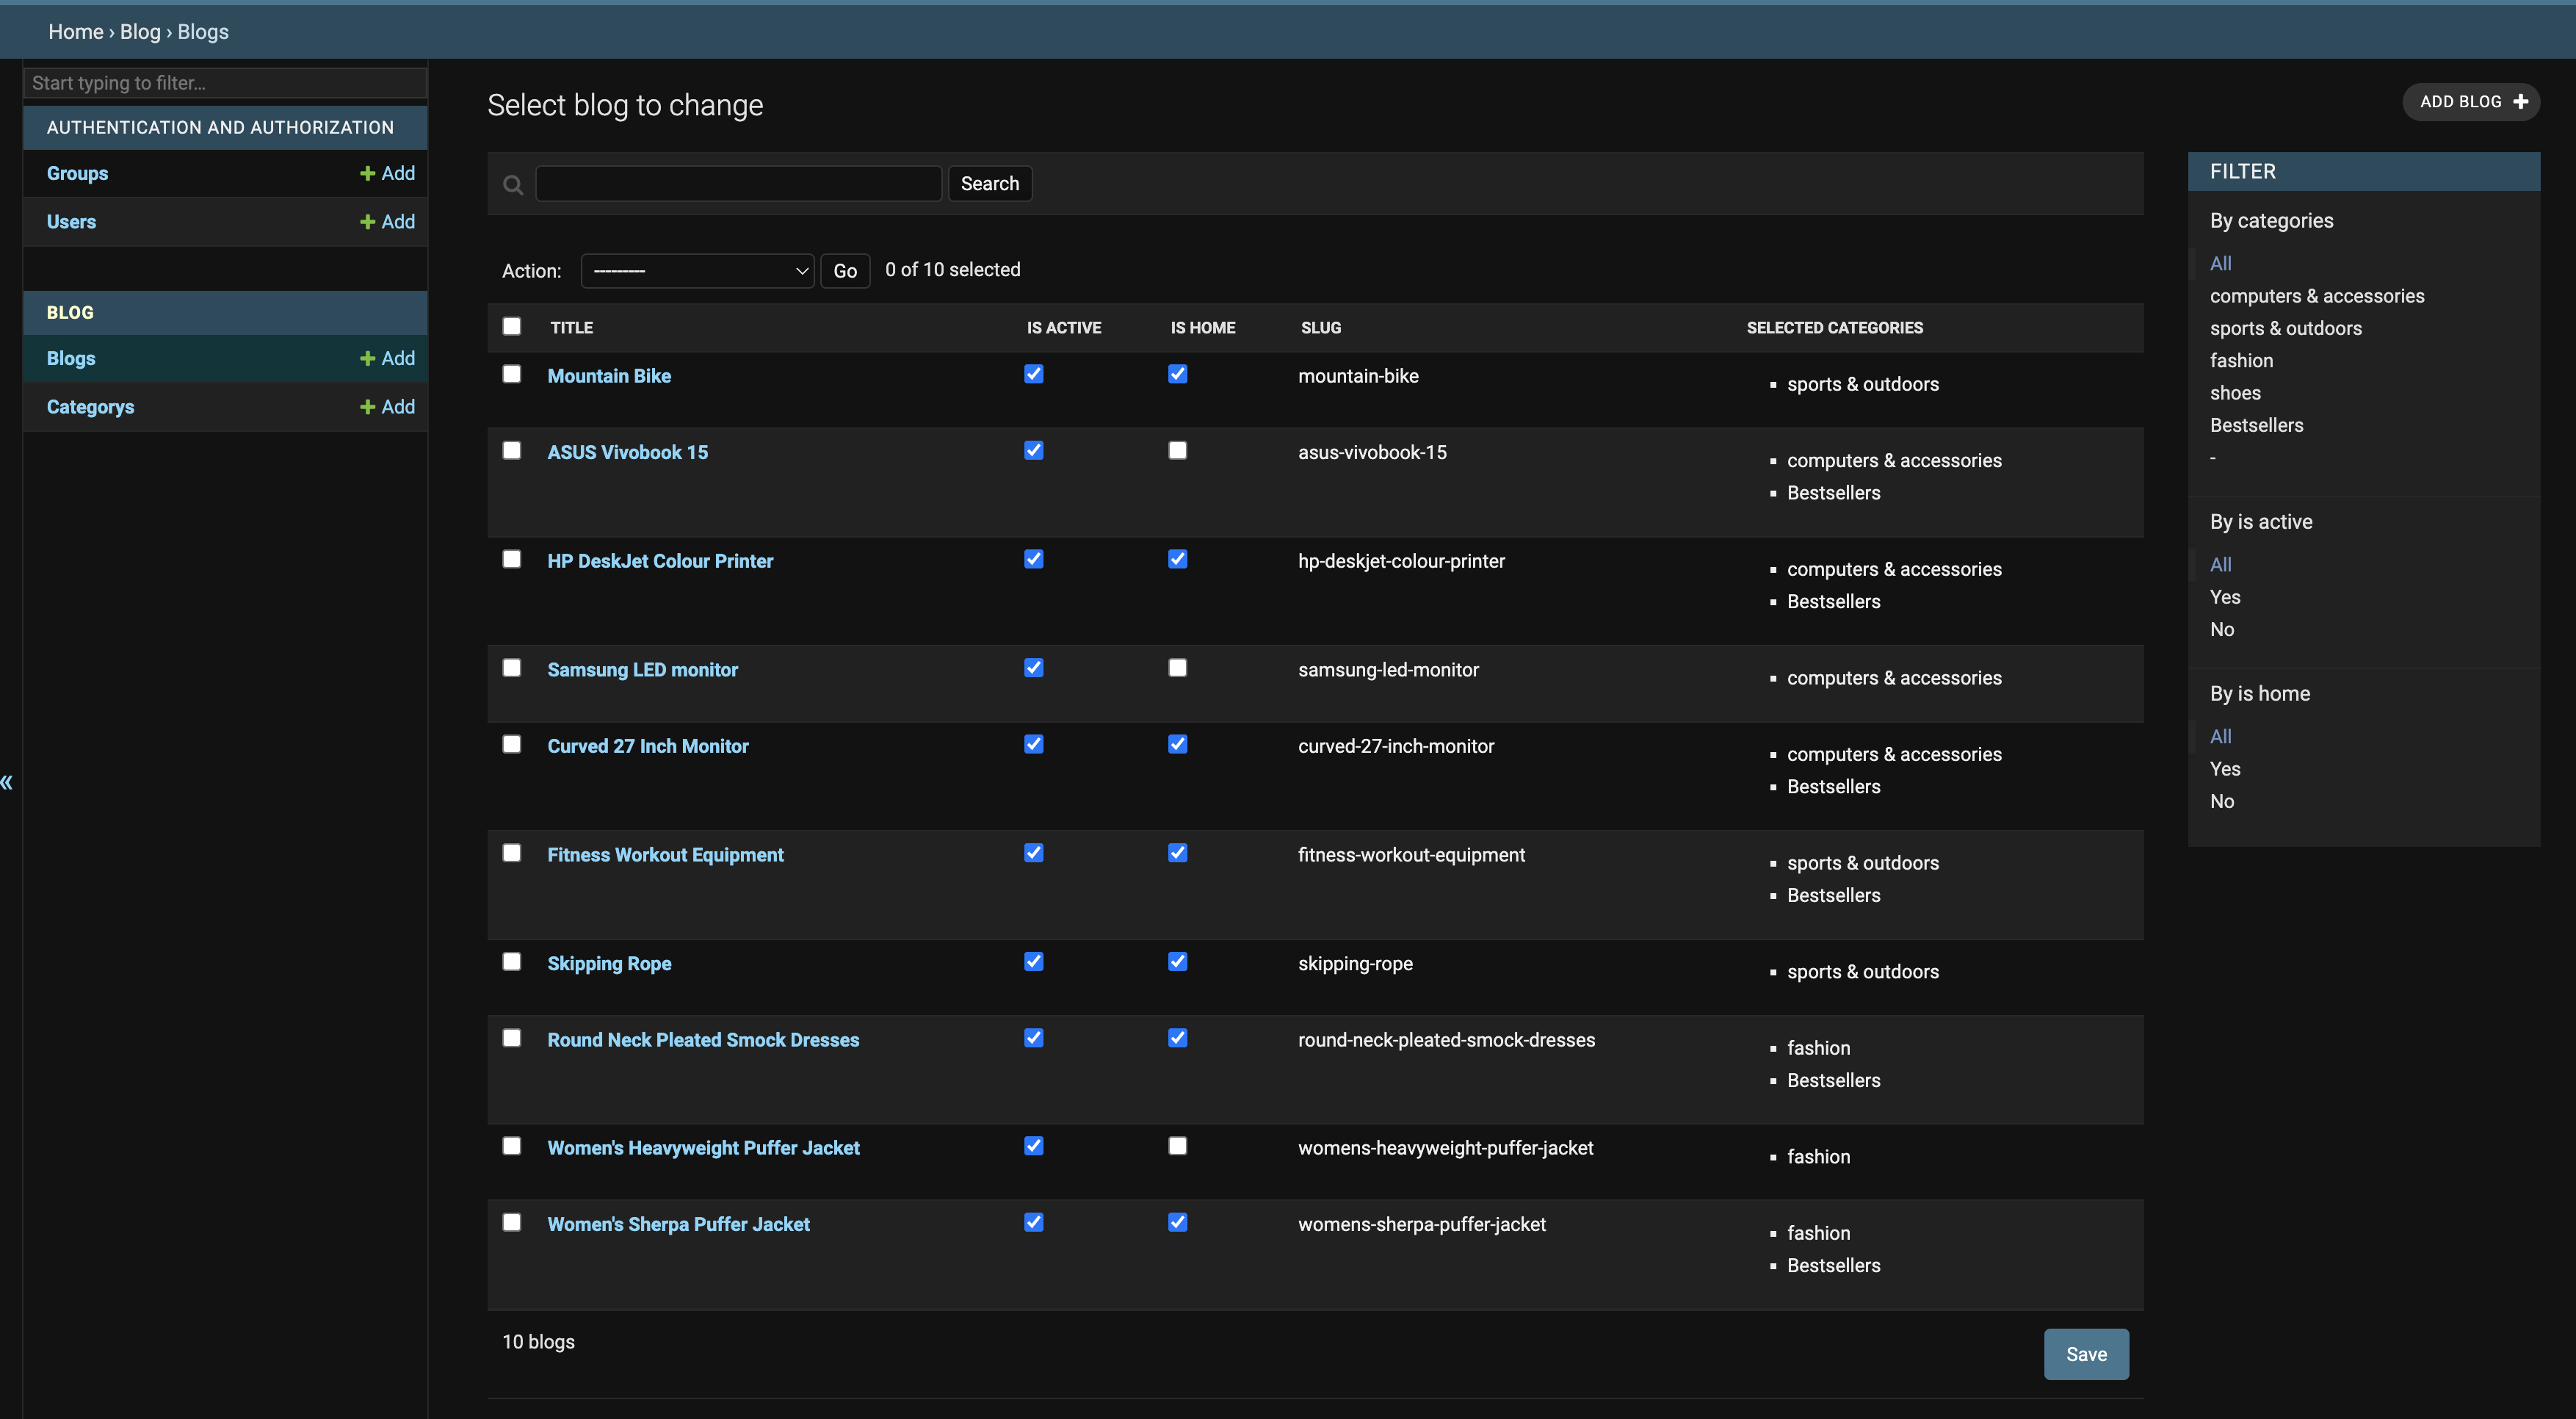 Home › Blog › Blogs
Start typing to filter...
AUTHENTICATION AND AUTHORIZATION
Groups + Add
Users + Add
BLOG
Blogs + Add
Categorys + Add
«
Select blog to change
ADD BLOG +
Search
Action: --------- Go 0 of 10 selected
TITLE IS ACTIVE IS HOME SLUG SELECTED CATEGORIES
Mountain Bike mountain-bike
sports & outdoors
ASUS Vivobook 15 asus-vivobook-15
computers & accessories
Bestsellers
HP DeskJet Colour Printer hp-deskjet-colour-printer
computers & accessories
Bestsellers
Samsung LED monitor samsung-led-monitor
computers & accessories
Curved 27 Inch Monitor curved-27-inch-monitor
computers & accessories
Bestsellers
Fitness Workout Equipment fitness-workout-equipment
sports & outdoors
Bestsellers
Skipping Rope skipping-rope
sports & outdoors
Round Neck Pleated Smock Dresses round-neck-pleated-smock-dresses
fashion
Bestsellers
Women's Heavyweight Puffer Jacket womens-heavyweight-puffer-jacket
fashion
Women's Sherpa Puffer Jacket womens-sherpa-puffer-jacket
fashion
Bestsellers
10 blogs
Save
FILTER
By categories
All
computers & accessories
sports & outdoors
fashion
shoes
Bestsellers
-
By is active
All
Yes
No
By is home
All
Yes
No